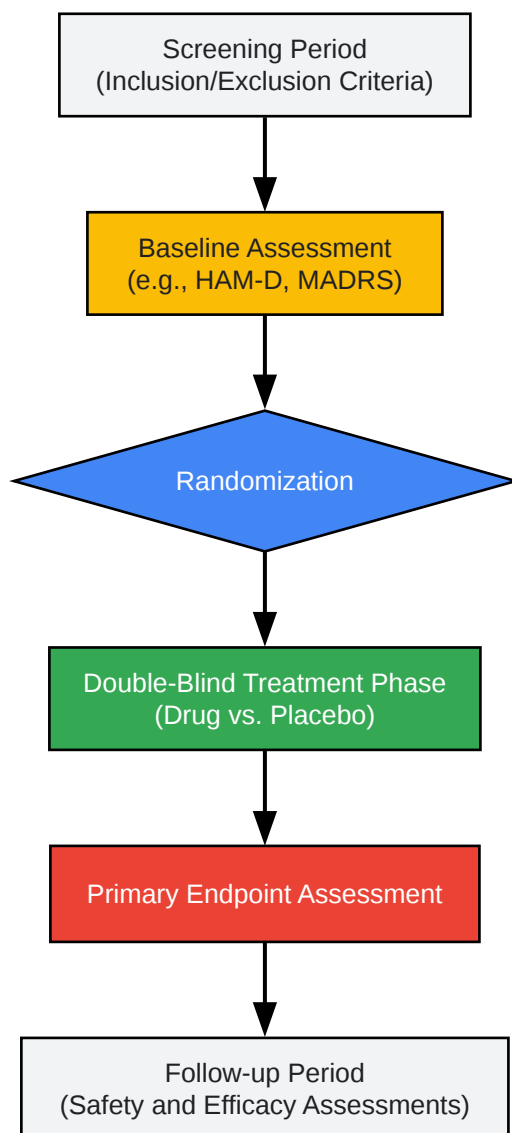 Screening Period
(Inclusion/Exclusion Criteria)
Baseline Assessment
(e.g., HAM-D, MADRS)
Randomization
Double-Blind Treatment Phase
(Drug vs. Placebo)
Primary Endpoint Assessment
Follow-up Period
(Safety and Efficacy Assessments)